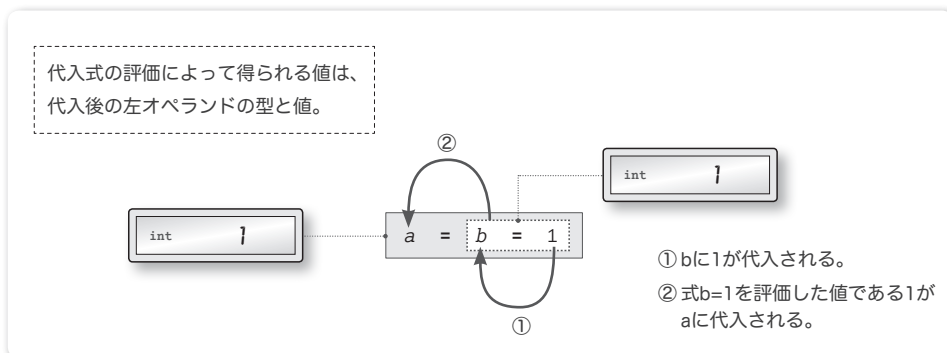 代入式の評価によって得られる値は、
代入後の左オペランドの型と値。
②
int 1
int 1
a = b = 1
①
① bに1が代入される。
② 式b=1を評価した値である1が
aに代入される。